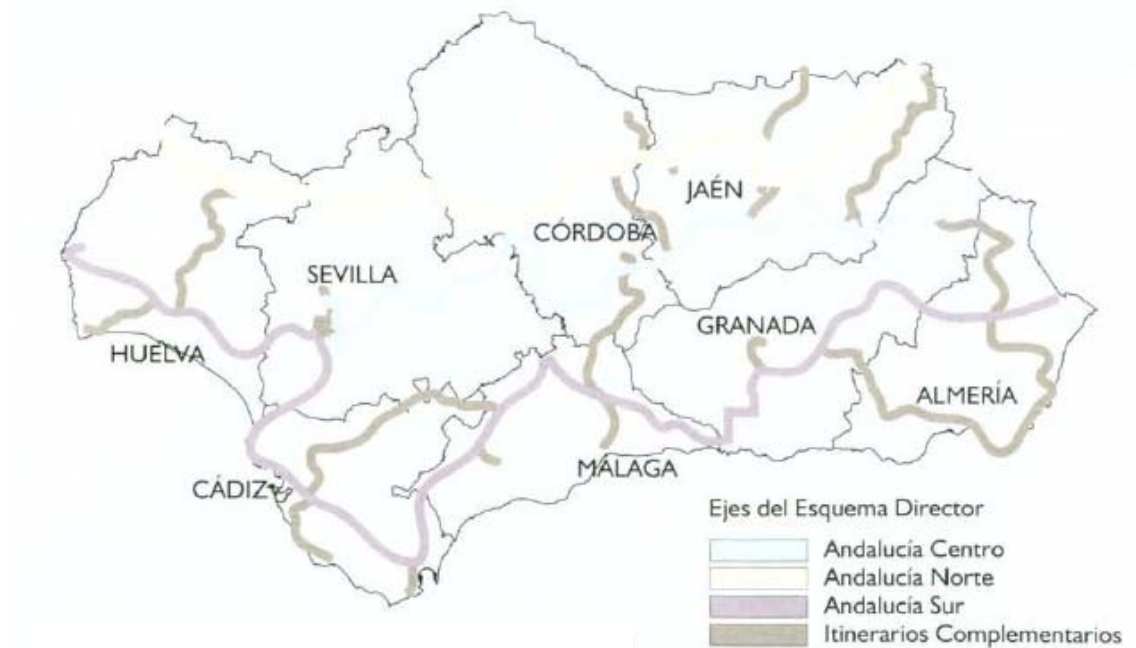 JAÉN
CÓRDOBA
SEVILLA
GRANADA
HUELVA
ALMERÍA
MÁLAGA
CÁDIZ
Ejes del Esquema Director
Andalucía Centro
Andalucía Norte
Andalucía Sur
Itinerarios Complementarios